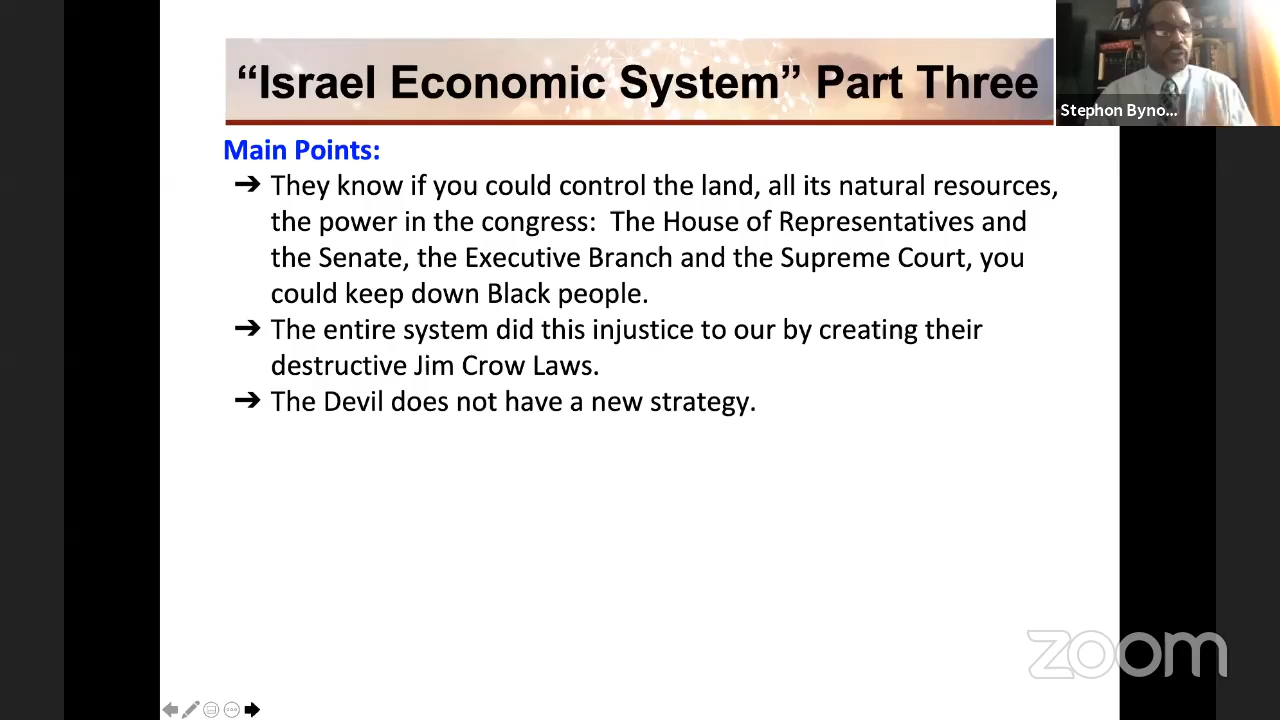 “Israel Economic System” Part Three
Stephon Byno...
Main Points:
➔ They know if you could control the land, all its natural resources,
the power in the congress:  The House of Representatives and
the Senate, the Executive Branch and the Supreme Court, you
could keep down Black people.
➔ The entire system did this injustice to our by creating their
destructive Jim Crow Laws.
➔ The Devil does not have a new strategy.
zoom